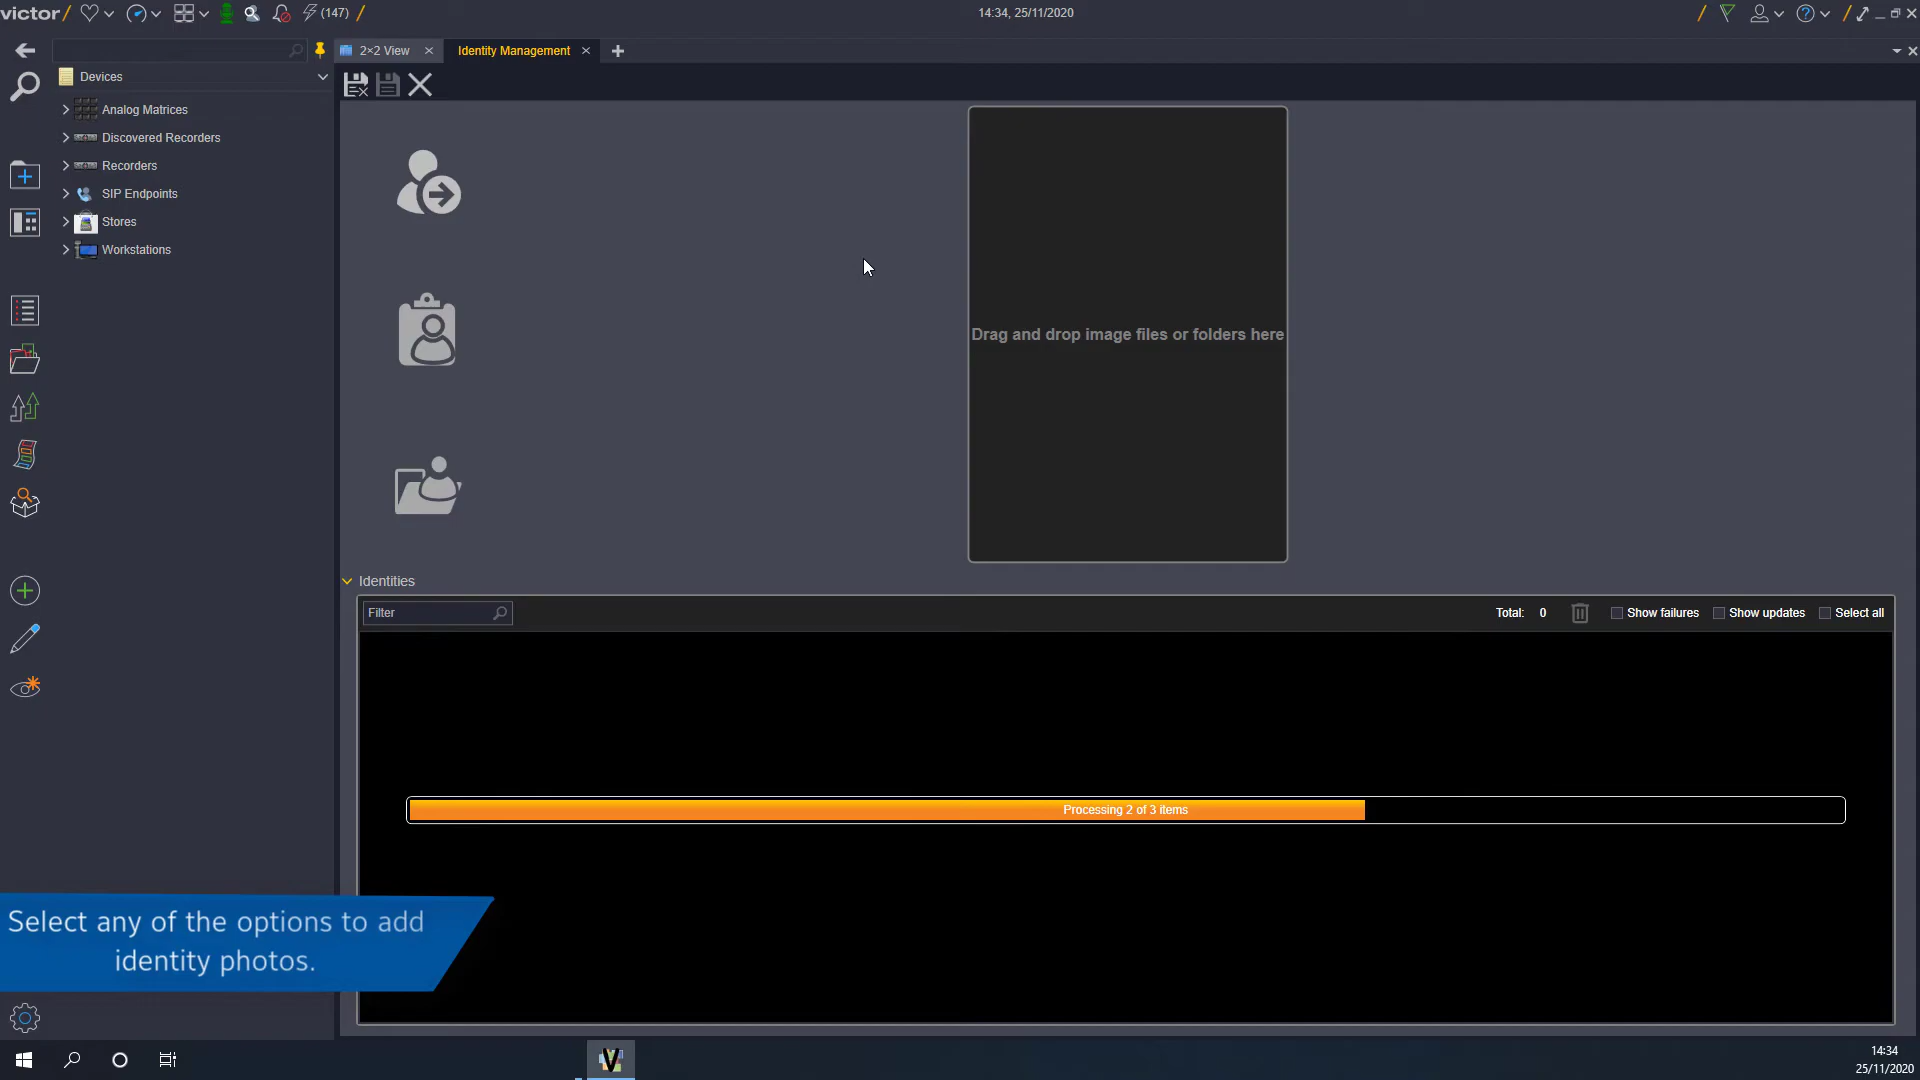 victor
(147)
14:34, 25/11/2020
2×2 View
Identity Management
Devices
Analog Matrices
Discovered Recorders
Recorders
SIP Endpoints
Stores
Workstations
Drag and drop image files or folders here
Identities
Filter
Total: 0
Show failures
Show updates
Select all
Processing 2 of 3 items
Select any of the options to add
identity photos.
14:34
25/11/2020